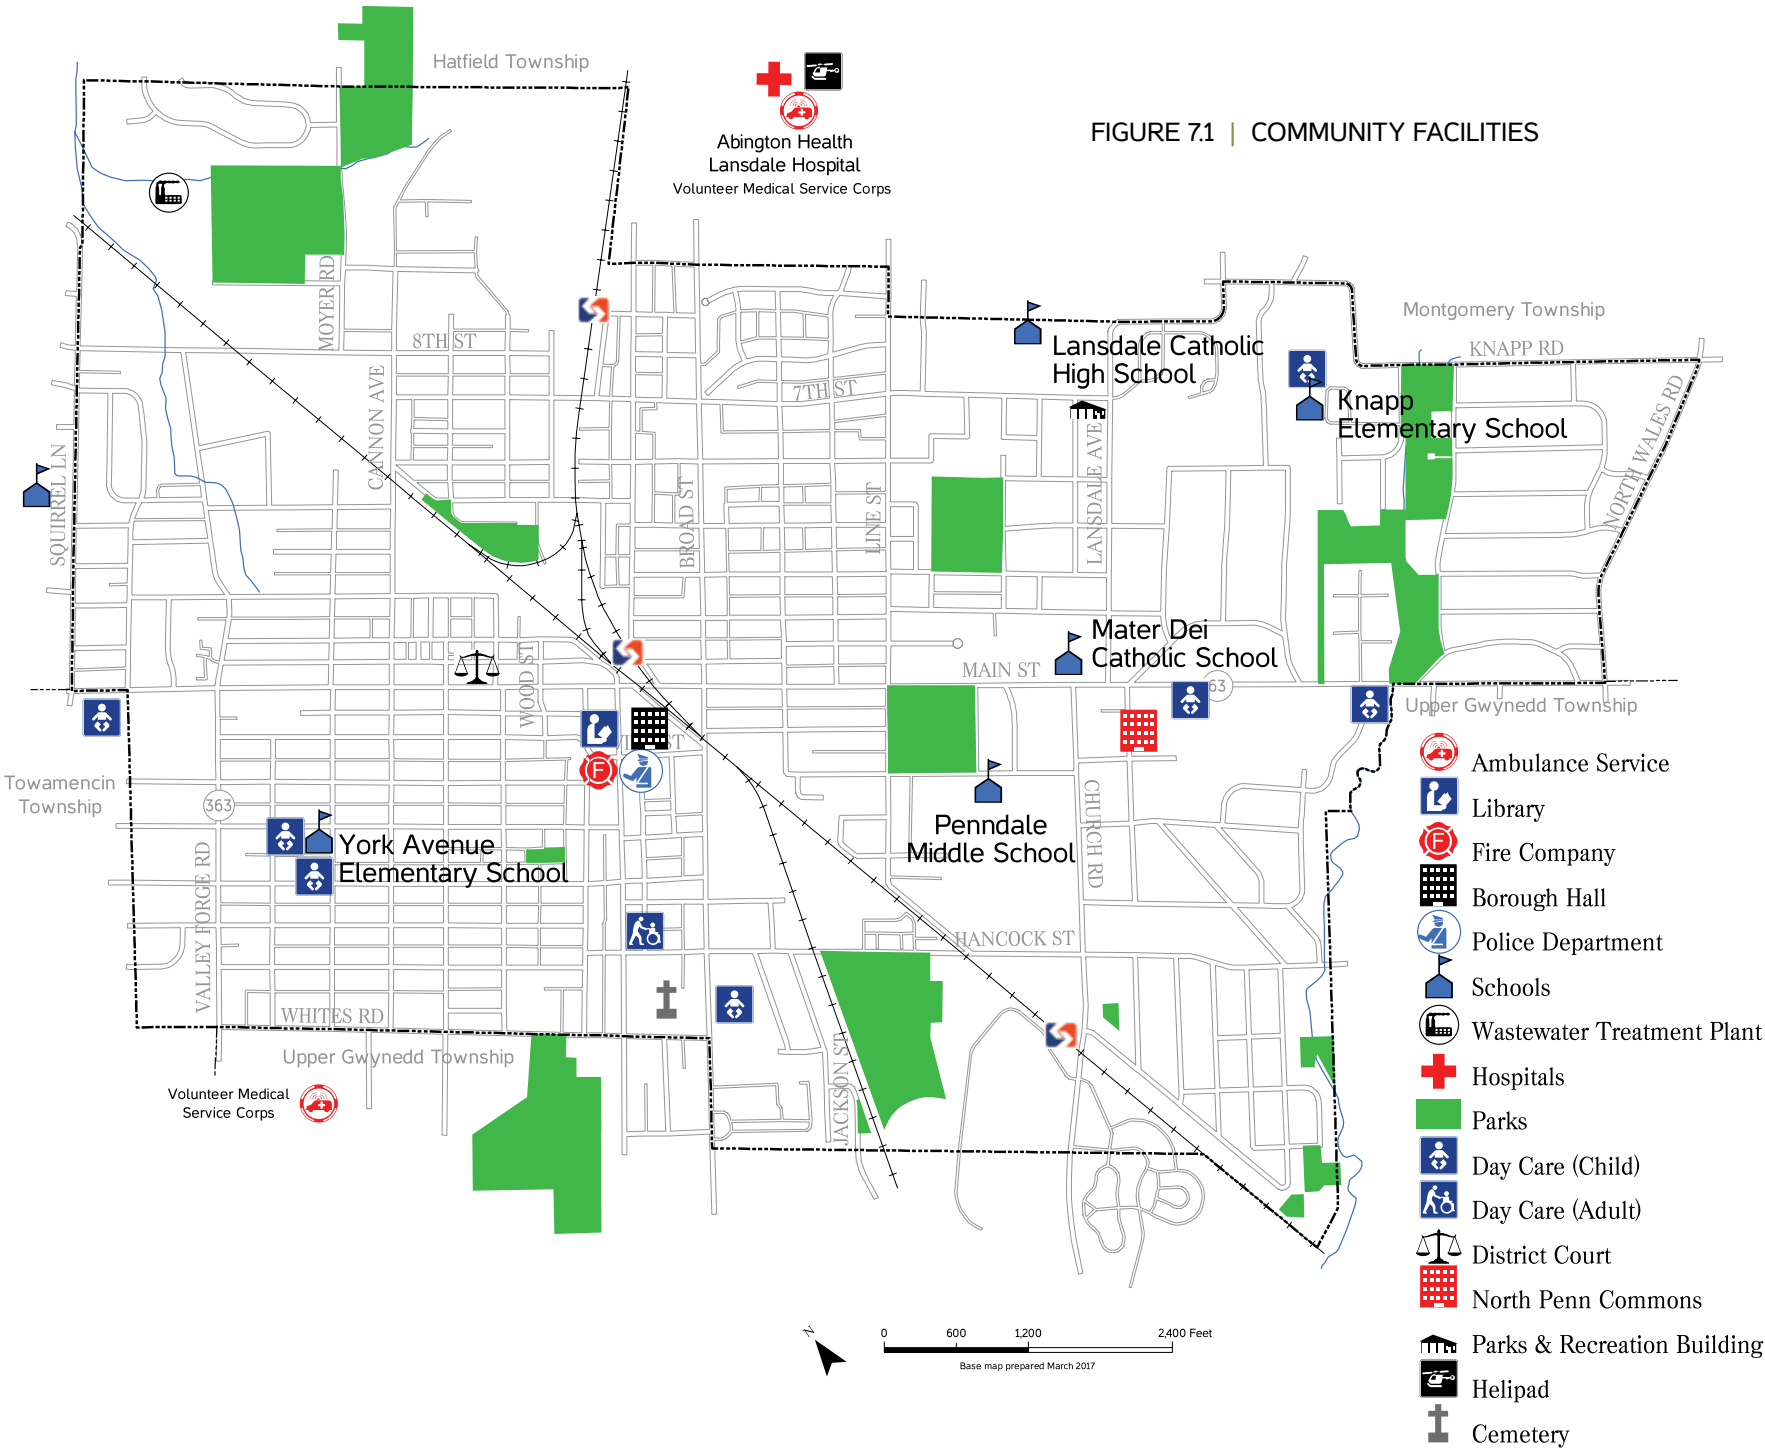 Hatfield Township
Abington Health
Lansdale Hospital
Volunteer Medical Service Corps
FIGURE 7.1 | COMMUNITY FACILITIES
Montgomery Township
KNAPP RD
MOYER RD
8TH ST
Lansdale Catholic
High School
7TH ST
CANNON AVE
Knapp
Elementary School
NORTH WALES RD
SQUIRREL LN
BROAD ST
LINE ST
LANSDALE AVE
Mater Dei
Catholic School
MAIN ST
63
WOOD ST
Upper Gwynedd Township
ST
Towamencin
Township
363
F
York Avenue
Elementary School
Penndale
Middle School
CHURCH RD
VALLEY FORGE RD
HANCOCK ST
WHITES RD
Upper Gwynedd Township
JACKSON ST
Volunteer Medical
Service Corps
Ambulance Service
Library
F
Fire Company
Borough Hall
Police Department
Schools
Wastewater Treatment Plant
Hospitals
Parks
Day Care (Child)
Day Care (Adult)
District Court
North Penn Commons
Parks & Recreation Building
Helipad
Cemetery
N
0 600 1,200 2,400 Feet
Base map prepared March 2017